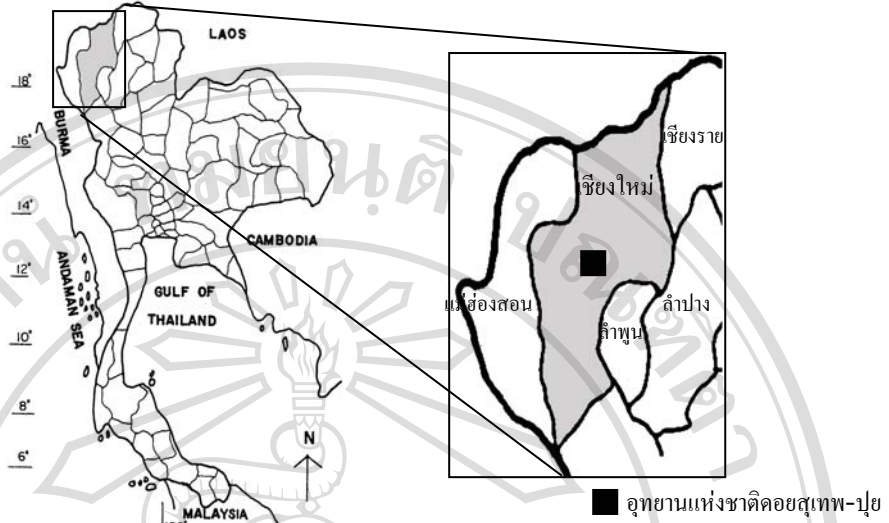 LAOS
18°
BURMA
16°
14°
CAMBODIA
12°
ANDAMAN SEA
GULF OF
THAILAND
10°
8°
6°
N
MALAYSIA
เชียงราย
เชียงใหม่
แม่ฮ่องสอน
ลำปาง
ลำพูน
อุทยานแห่งชาติดอยสุเทพ-ปุย